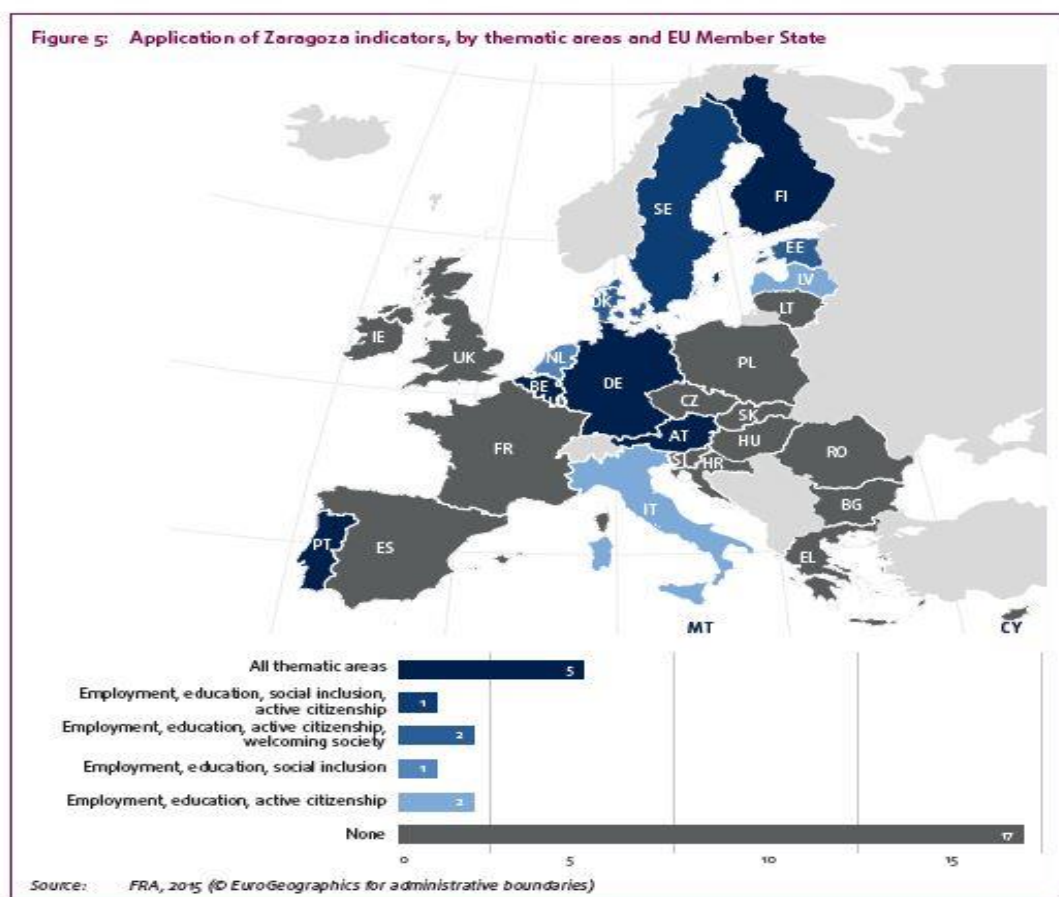 Figure 5: Application of Zaragoza indicators, by thematic areas and EU Member State
FI
SE
EE
LV
DK
LT
IE
UK
NL
PL
BE
DE
LU
CZ
SK
AT
HU
FR
SI
HR
RO
IT
BG
PT
ES
EL
MT
CY
All thematic areas
5
Employment, education, social inclusion,
active citizenship
1
Employment, education, active citizenship,
welcoming society
2
Employment, education, social inclusion
1
Employment, education, active citizenship
2
None
17
0 5 10 15
Source: FRA, 2015 (© EuroGeographics for administrative boundaries)